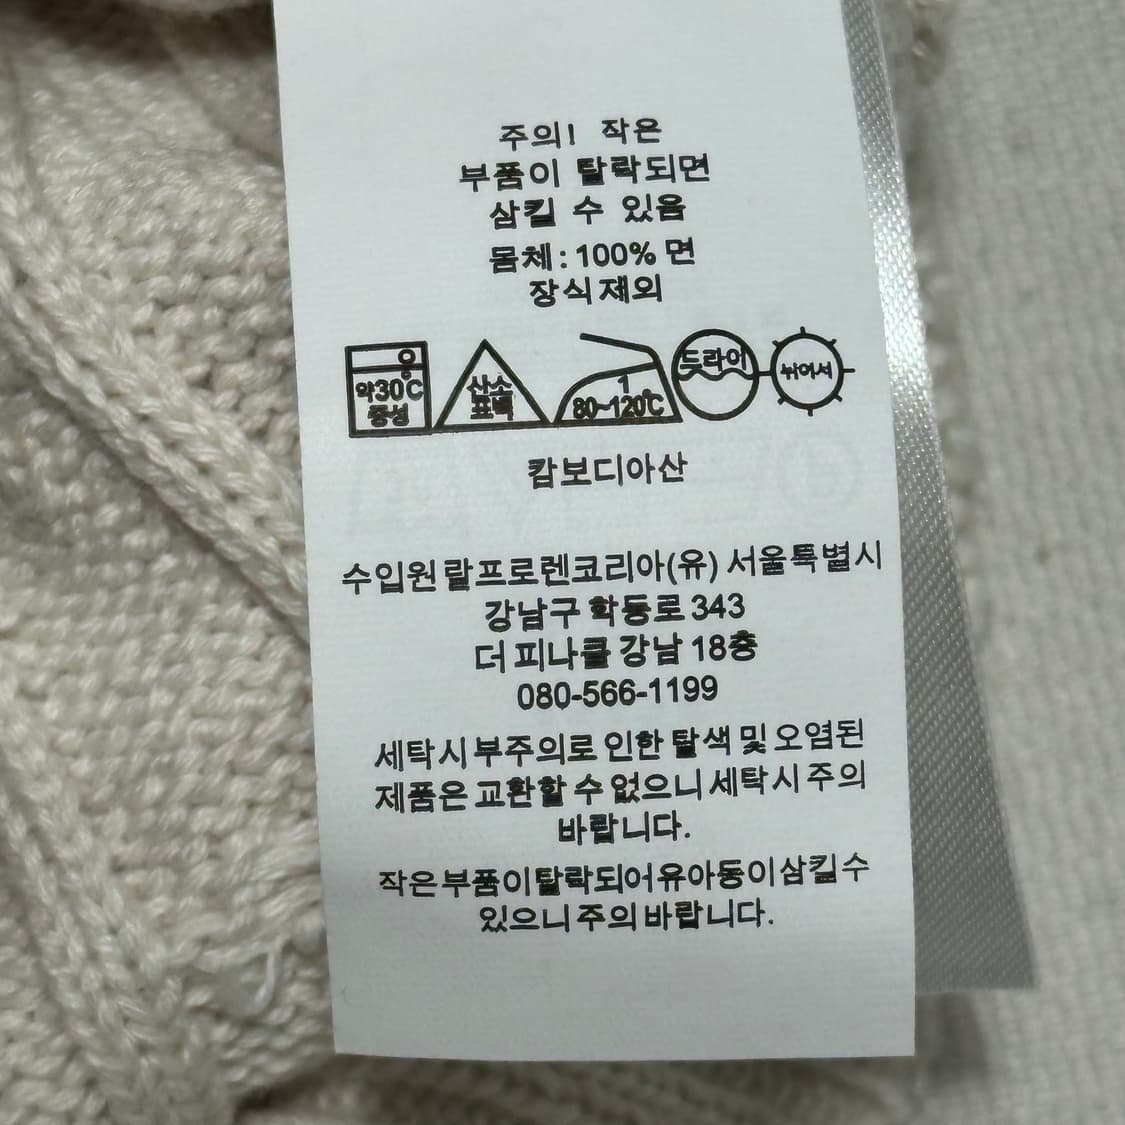 주의! 작은
부품이 탈락되면
삼킬 수 있음
몸체:100% 면
장식제외
약30℃
중성
산소
표백
1
80~120℃
드라이
뉘어서
캄보디아산
수입원 랄프로렌코리아(유) 서울특별시
강남구 학동로 343
더 피나클 강남 18층
080-566-1199
세탁시 부주의로 인한 탈색 및 오염된
제품은 교환할 수 없으니 세탁시 주의
바랍니다.
작은부품이탈락되어유아동이삼킬수
있으니주의바랍니다.